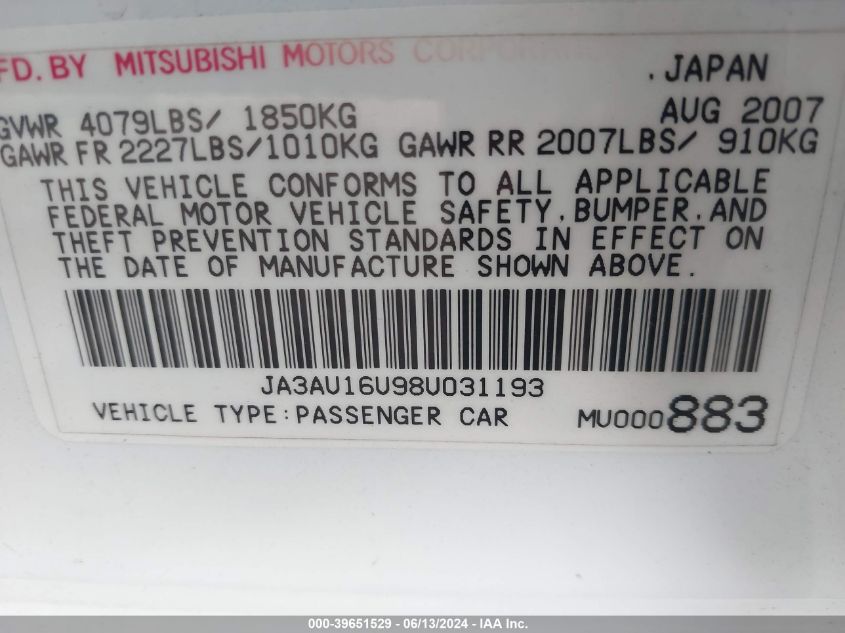 FD. BY MITSUBISHI MOTORS CORPORATION
. JAPAN
GVWR 4079LBS/ 1850KG AUG 2007
GAWR FR 2227LBS/1010KG GAWR RR 2007LBS/ 910KG
THIS VEHICLE CONFORMS TO ALL APPLICABLE
FEDERAL MOTOR VEHICLE SAFETY, BUMPER, AND
THEFT PREVENTION STANDARDS IN EFFECT ON
THE DATE OF MANUFACTURE SHOWN ABOVE.
JA3AU16U98U031193
VEHICLE TYPE:PASSENGER CAR MU000883
000-39651529 - 06/13/2024 - IAA Inc.